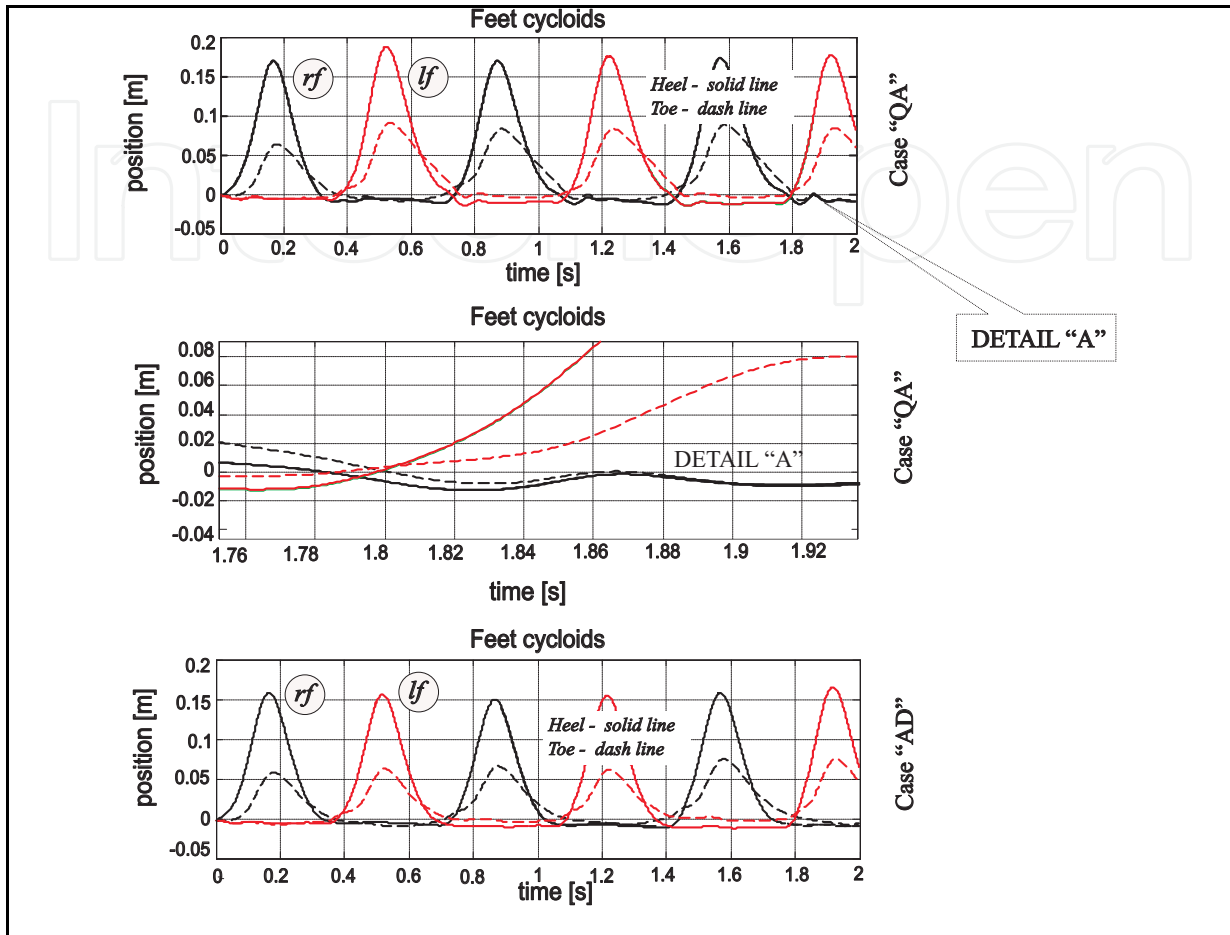 Feet cycloids
0.2
0.15
0.1
0.05
0
-0.05
position [m]
rf
lf
Heel - solid line
Toe - dash line
Case “QA”
0 0.2 0.4 0.6 0.8 1 1.2 1.4 1.6 1.8 2
time [s]
DETAIL “A”
Feet cycloids
0.08
0.06
0.04
0.02
0
-0.02
-0.04
position [m]
DETAIL “A”
Case “QA”
1.76 1.78 1.8 1.82 1.84 1.86 1.88 1.9 1.92
time [s]
Feet cycloids
0.2
0.15
0.1
0.05
0
-0.05
position [m]
rf
lf
Heel - solid line
Toe - dash line
Case “AD”
0 0.2 0.4 0.6 0.8 1 1.2 1.4 1.6 1.8 2
time [s]